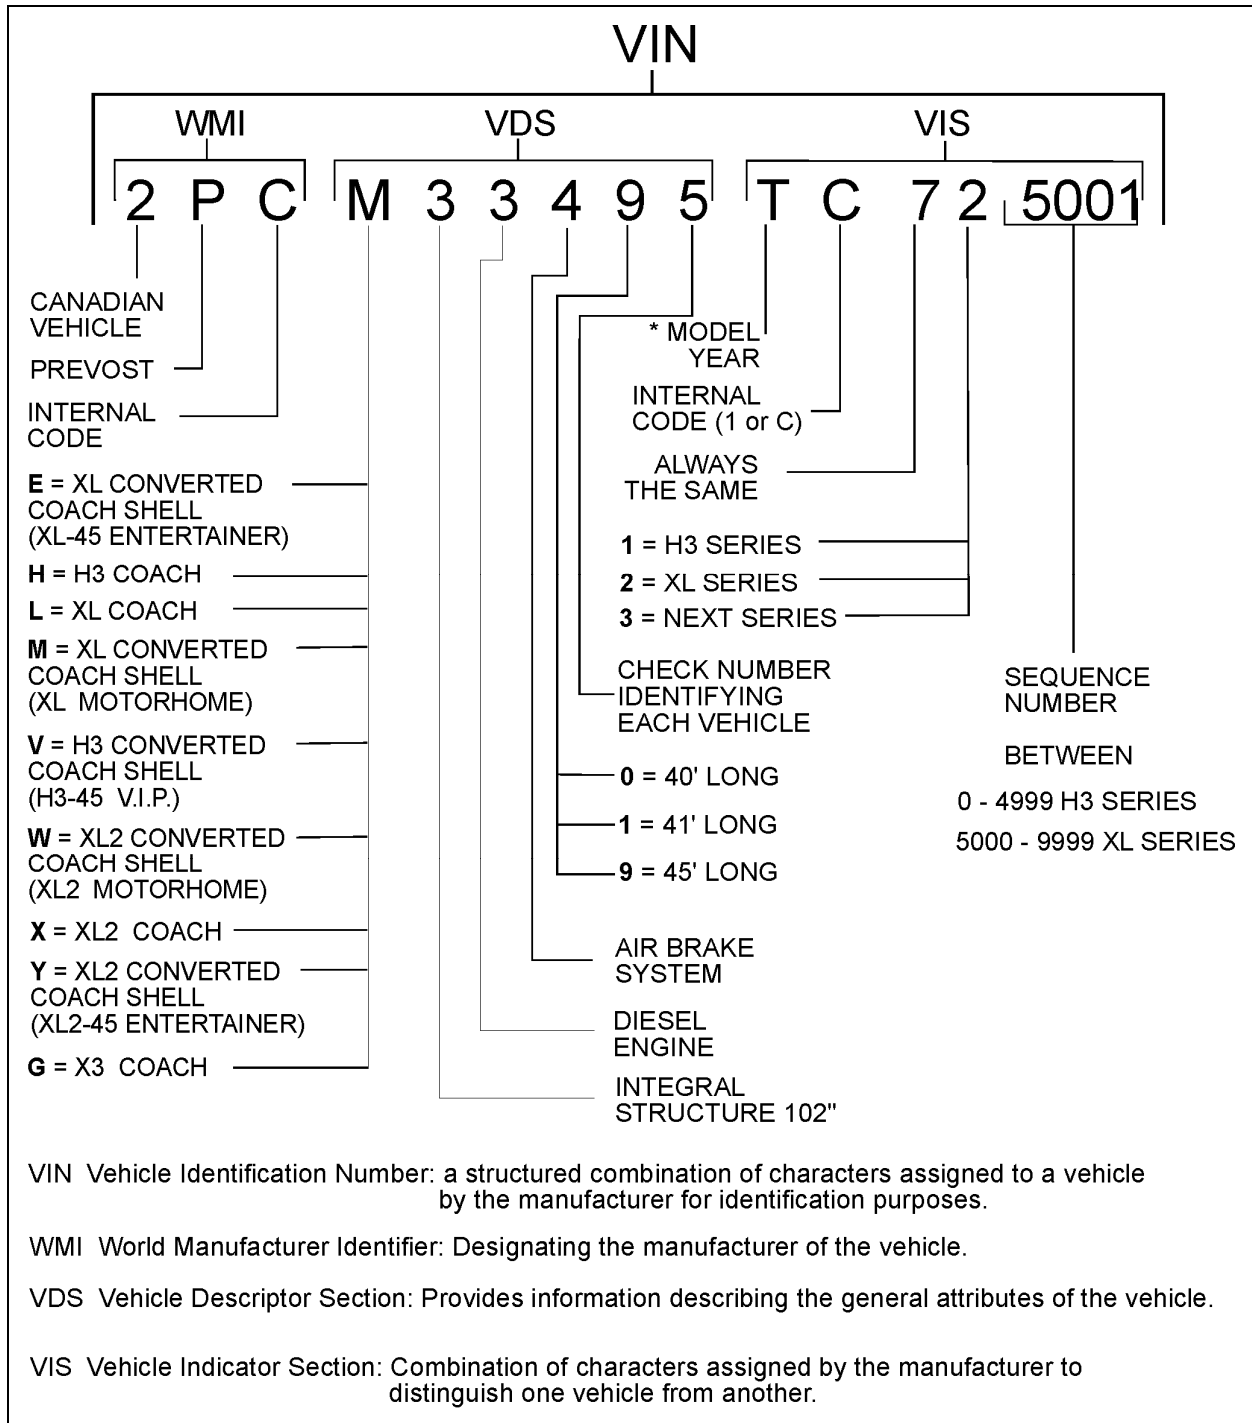 VIN
WMI
VDS
VIS
2 P C M 3 3 4 9 5 T C 7 2 5001
CANADIAN
VEHICLE
PREVOST
INTERNAL
CODE
E = XL CONVERTED
COACH SHELL
(XL-45 ENTERTAINER)
H = H3 COACH
L = XL COACH
M = XL CONVERTED
COACH SHELL
(XL MOTORHOME)
V = H3 CONVERTED
COACH SHELL
(H3-45 V.I.P.)
W = XL2 CONVERTED
COACH SHELL
(XL2 MOTORHOME)
X = XL2 COACH
Y = XL2 CONVERTED
COACH SHELL
(XL2-45 ENTERTAINER)
G = X3 COACH
* MODEL
YEAR
INTERNAL
CODE (1 or C)
ALWAYS
THE SAME
1 = H3 SERIES
2 = XL SERIES
3 = NEXT SERIES
CHECK NUMBER
IDENTIFYING
EACH VEHICLE
0 = 40' LONG
1 = 41' LONG
9 = 45' LONG
AIR BRAKE
SYSTEM
DIESEL
ENGINE
INTEGRAL
STRUCTURE 102"
SEQUENCE
NUMBER
BETWEEN
0 - 4999 H3 SERIES
5000 - 9999 XL SERIES
VIN Vehicle Identification Number: a structured combination of characters assigned to a vehicle
by the manufacturer for identification purposes.
WMI World Manufacturer Identifier: Designating the manufacturer of the vehicle.
VDS Vehicle Descriptor Section: Provides information describing the general attributes of the vehicle.
VIS Vehicle Indicator Section: Combination of characters assigned by the manufacturer to
distinguish one vehicle from another.